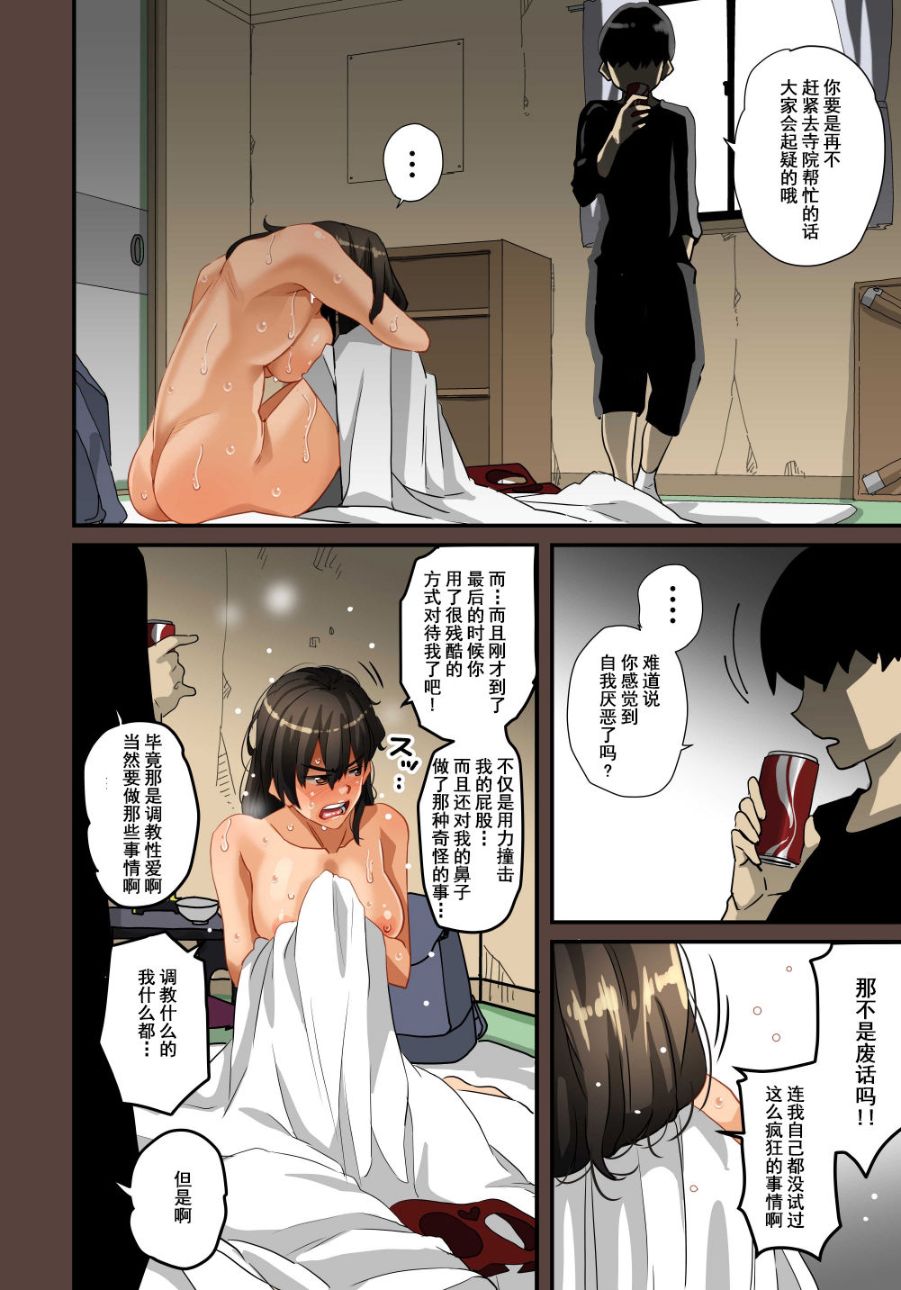 你要是再不
赶紧去寺院帮忙的话
大家会起疑的哦
…
…
难道说
你感觉到
自我厌恶了吗?
那不是废话吗!!
连我自己都没试过
这么疯狂的事情啊
而…而且刚才到了
最后的时候你
用了很残酷的
方式对待我了吧!
不仅是用力撞击
我的屁股…
而且还对我的鼻子
做了那种奇怪的事…
スッ…
毕竟那是调教性爱啊
当然要做那些事情啊
调教什么的
我什么都…
但是啊